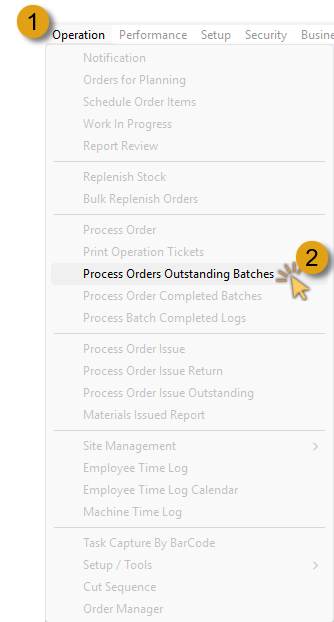 1
Operation Performance Setup Security
Notification
Orders for Planning
Schedule Order Items
Work In Progress
Report Review
Replenish Stock
Bulk Replenish Orders
Process Order
Print Operation Tickets
2
Process Orders Outstanding Batches
Process Order Completed Batches
Process Batch Completed Logs
Process Order Issue
Process Order Issue Return
Process Order Issue Outstanding
Materials Issued Report
Site Management
Employee Time Log
Employee Time Log Calendar
Machine Time Log
Task Capture By BarCode
Setup / Tools
Cut Sequence
Order Manager